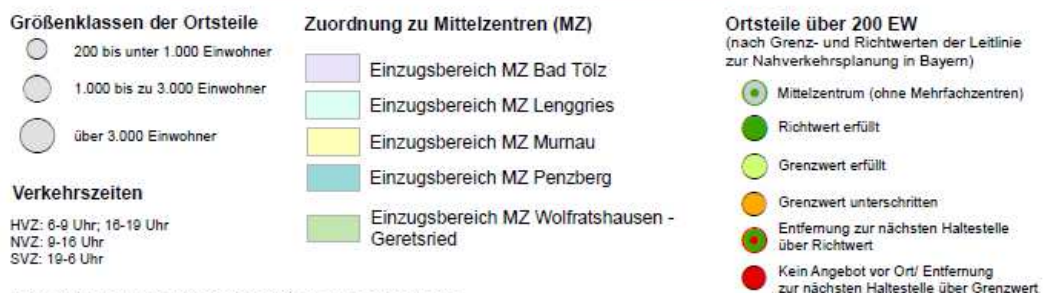 Größenklassen der Ortsteile
200 bis unter 1.000 Einwohner
1.000 bis zu 3.000 Einwohner
über 3.000 Einwohner
Verkehrszeiten
HVZ: 6-9 Uhr; 16-19 Uhr
NVZ: 9-16 Uhr
SVZ: 19-6 Uhr
Zuordnung zu Mittelzentren (MZ)
Einzugsbereich MZ Bad Tölz
Einzugsbereich MZ Lenggries
Einzugsbereich MZ Murnau
Einzugsbereich MZ Penzberg
Einzugsbereich MZ Wolfratshausen -
Geretsried
Ortsteile über 200 EW
(nach Grenz- und Richtwerten der Leitlinie
zur Nahverkehrsplanung in Bayern)
Mittelzentrum (ohne Mehrfachzentren)
Richtwert erfüllt
Grenzwert erfüllt
Grenzwert unterschritten
Entfernung zur nächsten Haltestelle
über Richtwert
Kein Angebot vor Ort/ Entfernung
zur nächsten Haltestelle über Grenzwert